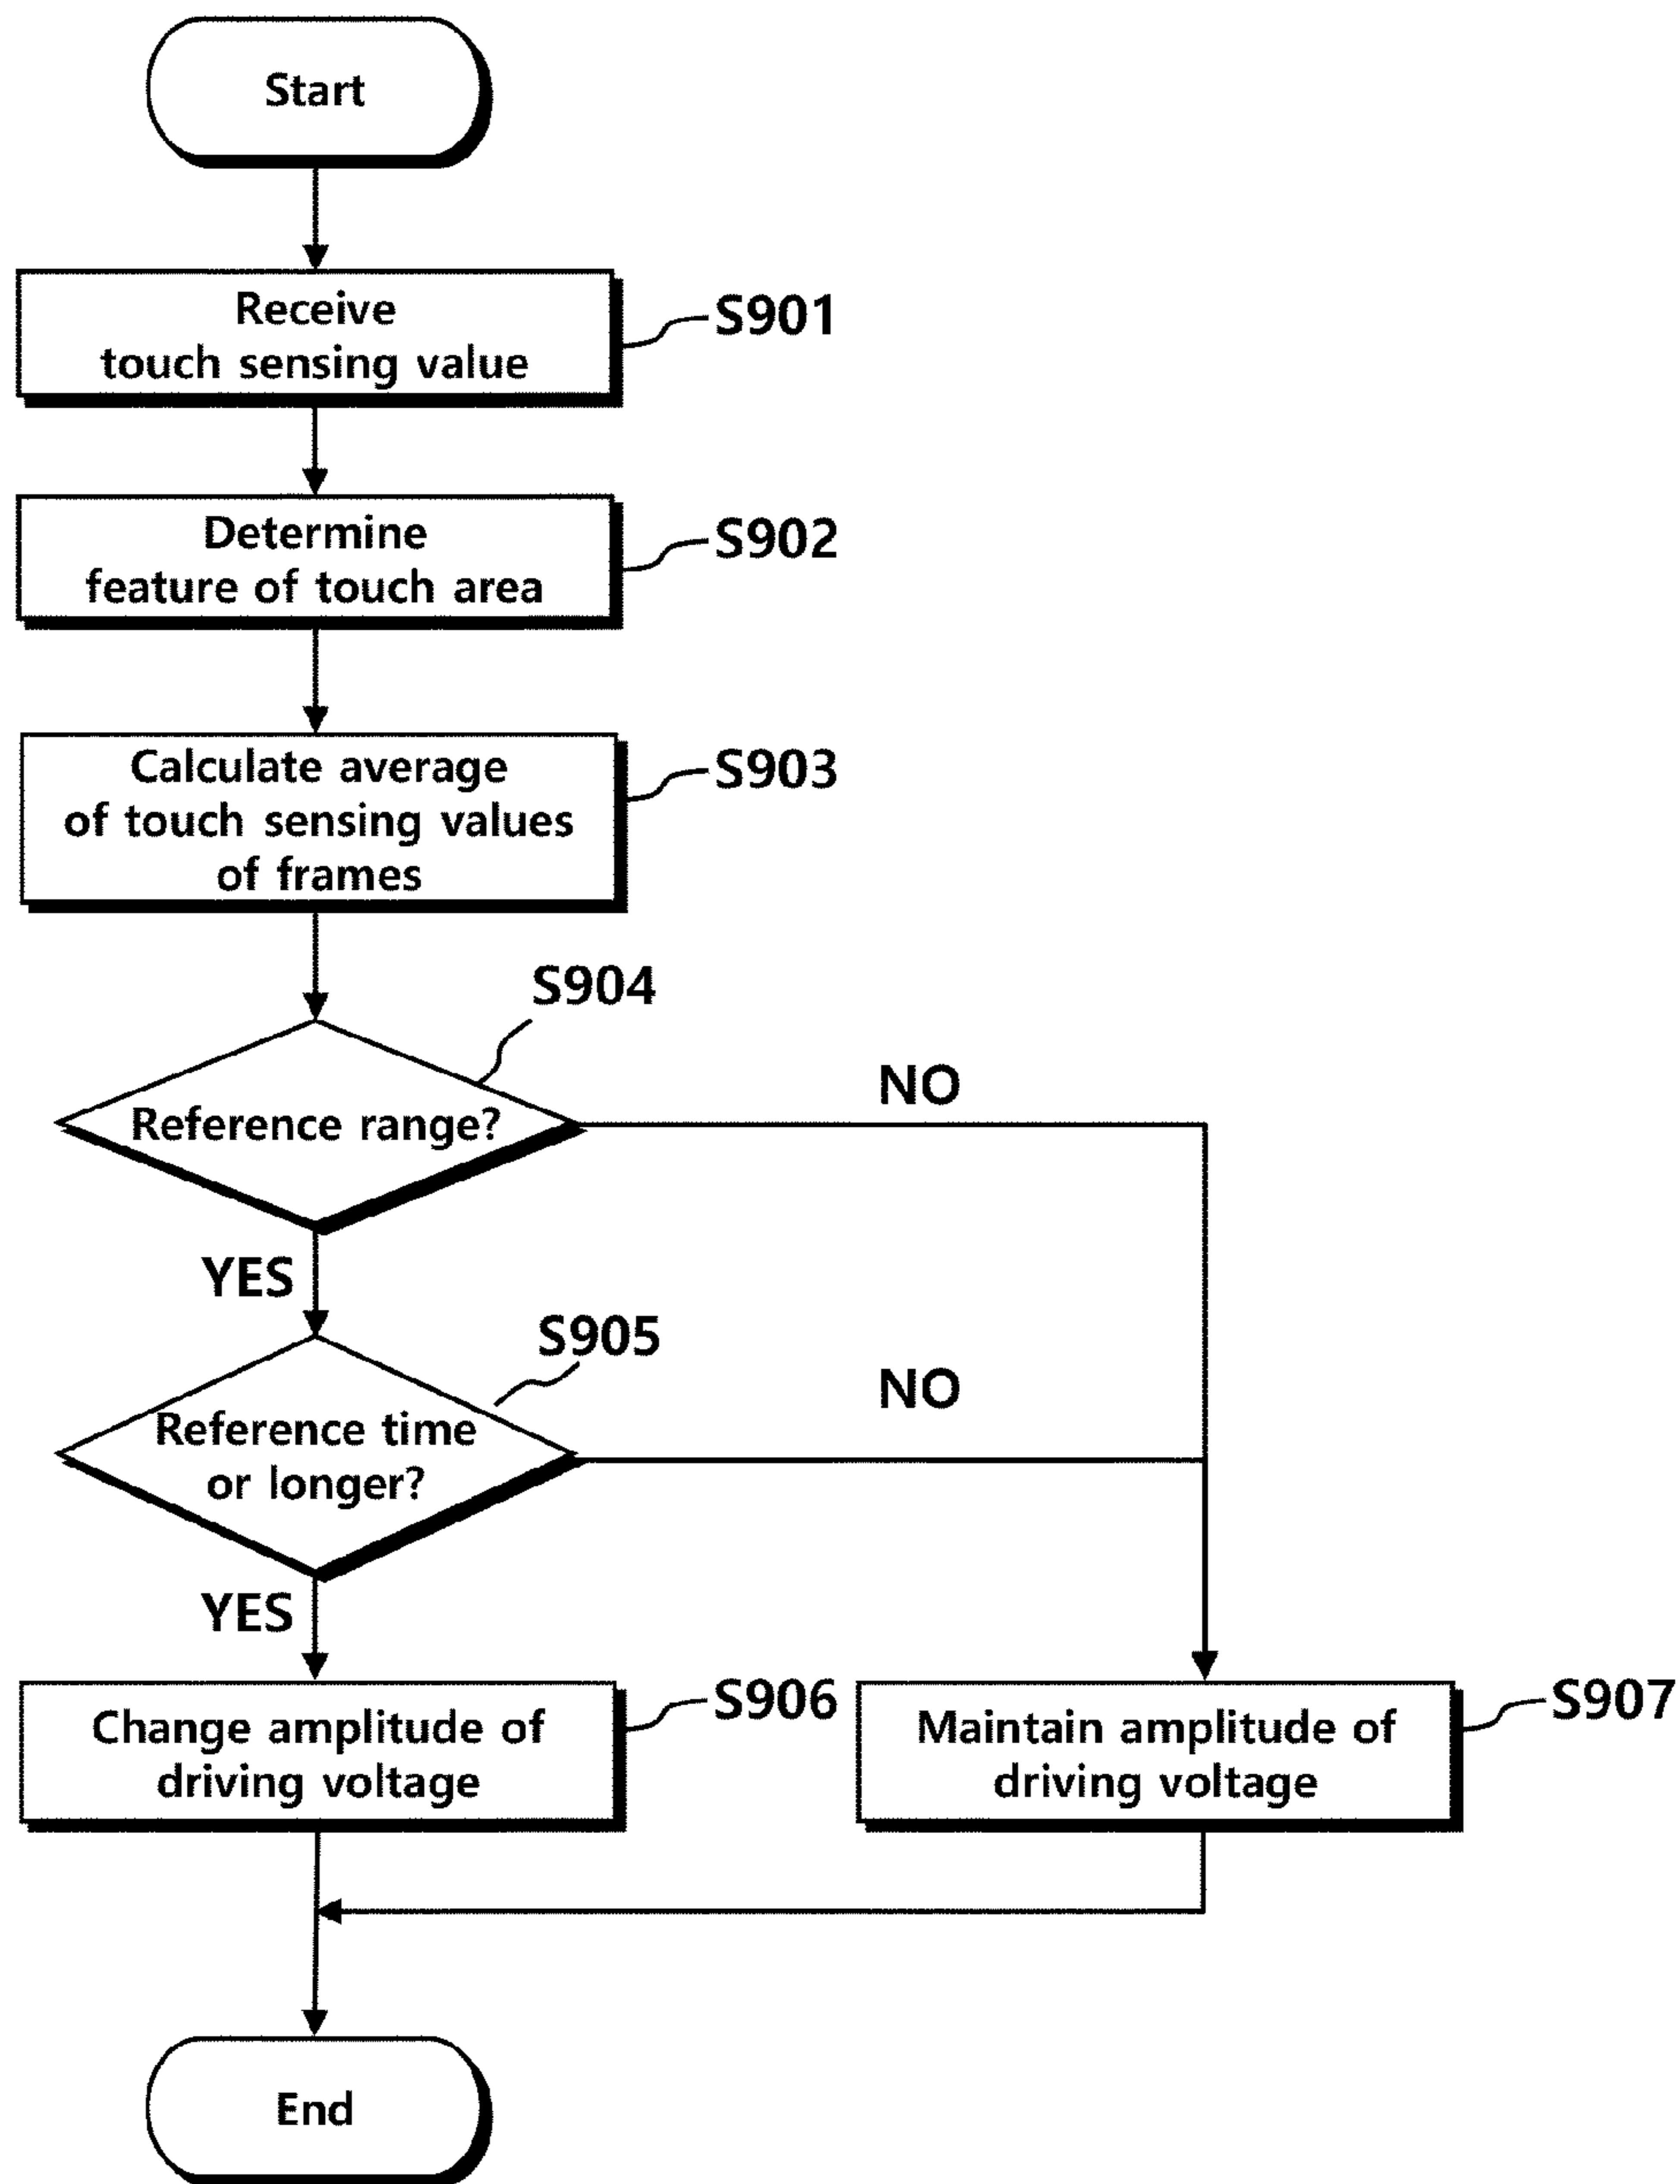 Start
Receive
touch sensing value
S901
Determine
feature of touch area
S902
Calculate average
of touch sensing values
of frames
S903
S904
Reference range?
NO
YES
S905
Reference time
or longer?
NO
YES
Change amplitude of
driving voltage
S906
Maintain amplitude of
driving voltage
S907
End